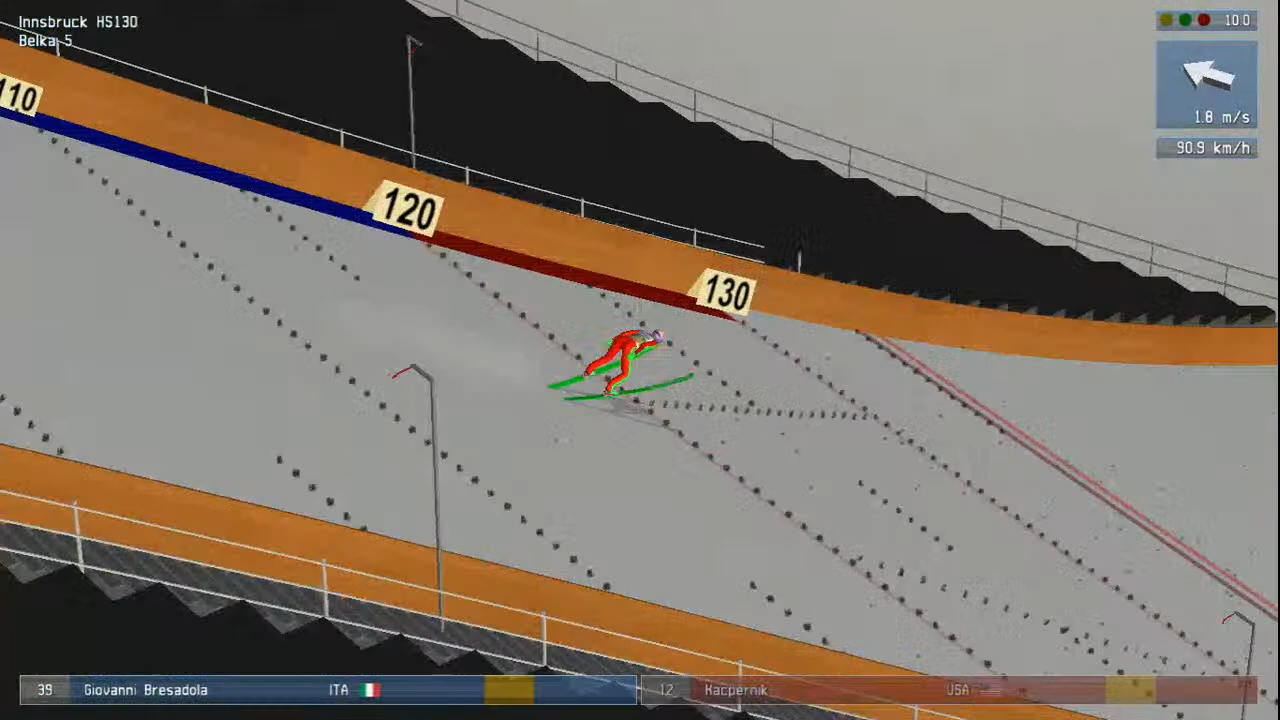 Innsbruck HS130
Belka 5
10.0
1.8 m/s
90.9 km/h
110
120
130
39 Giovanni Bresadola ITA
12 Kacpernik USA